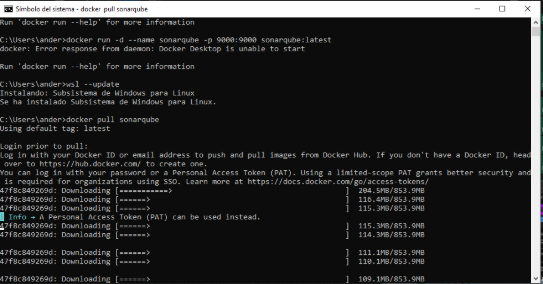 Símbolo del sistema - docker pull sonarqube
Run 'docker run --help' for more information
C:\Users\ander>docker run -d --name sonarqube -p 9000:9000 sonarqube:latest
docker: Error response from daemon: Docker Desktop is unable to start
Run 'docker run --help' for more information
C:\Users\ander>wsl --update
Instalando: Subsistema de Windows para Linux
Se ha instalado Subsistema de Windows para Linux.
C:\Users\ander>docker pull sonarqube
Using default tag: latest
Login prior to pull:
Log in with your Docker ID or email address to push and pull images from Docker Hub. If you don't have a Docker ID, head
over to https://hub.docker.com/ to create one.
You can log in with your password or a Personal Access Token (PAT). Using a limited-scope PAT grants better security and
is required for organizations using SSO. Learn more at https://docs.docker.com/go/access-tokens/
47f8c849269d: Downloading [===========>                ] 204.5MB/853.9MB
47f8c849269d: Downloading [======>                     ] 116.4MB/853.9MB
47f8c849269d: Downloading [======>                     ] 115.3MB/853.9MB
i Info → A Personal Access Token (PAT) can be used instead.
47f8c849269d: Downloading [======>                     ] 115.3MB/853.9MB
47f8c849269d: Downloading [======>                     ] 114.3MB/853.9MB
47f8c849269d: Downloading [======>                     ] 111.1MB/853.9MB
47f8c849269d: Downloading [======>                     ] 110.1MB/853.9MB
47f8c849269d: Downloading [======>                     ] 109.1MB/853.9MB